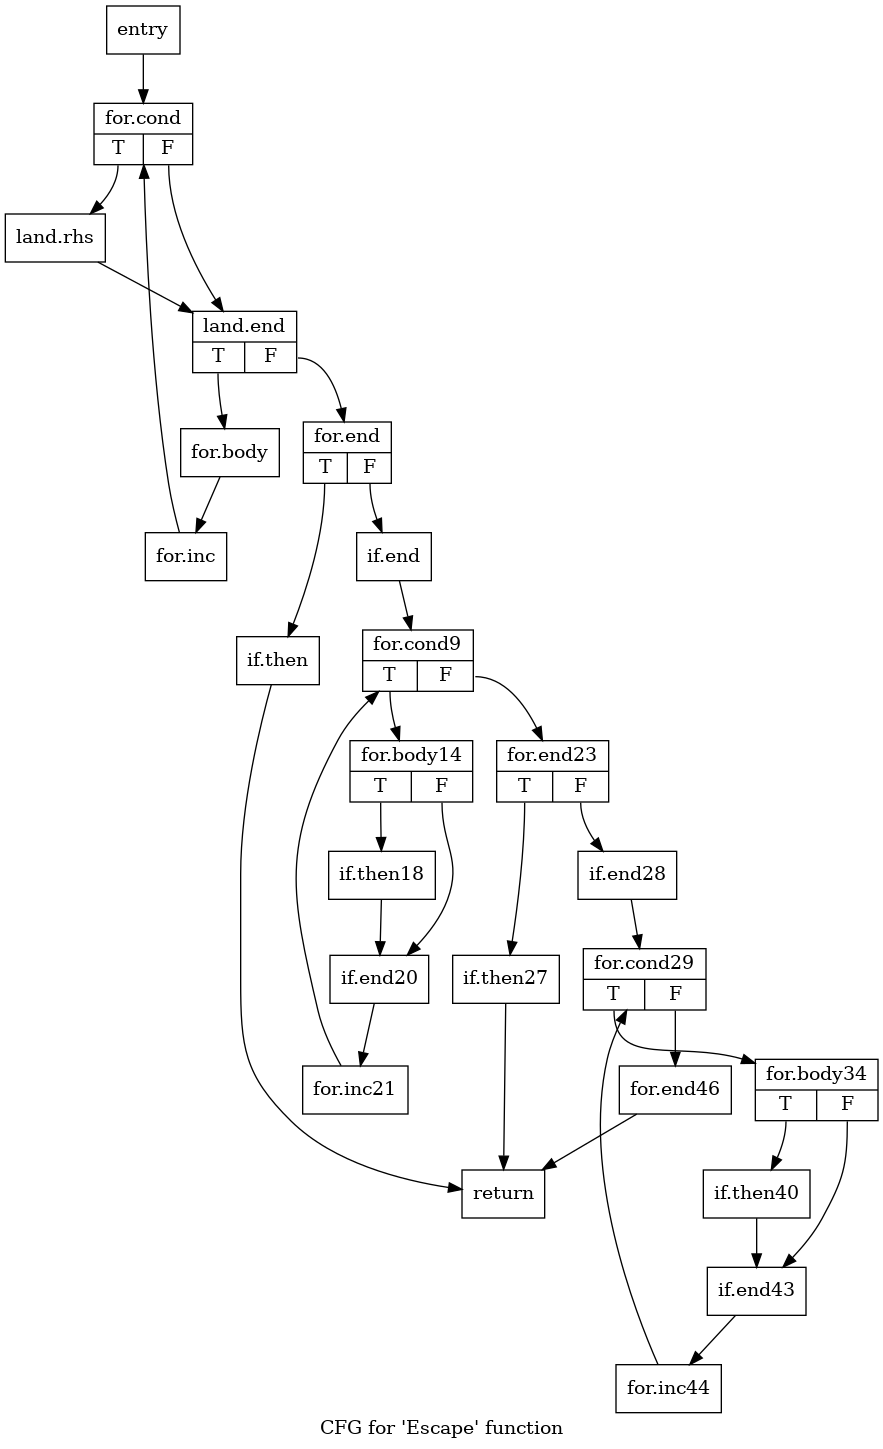 entry
for.cond
T F
land.rhs
land.end
T F
for.body
for.end
T F
for.inc
if.end
if.then
for.cond9
T F
for.body14
T F
for.end23
T F
if.then18
if.end28
if.end20
if.then27
for.cond29
T F
for.inc21
for.end46
for.body34
T F
return
if.then40
if.end43
for.inc44
CFG for 'Escape' function